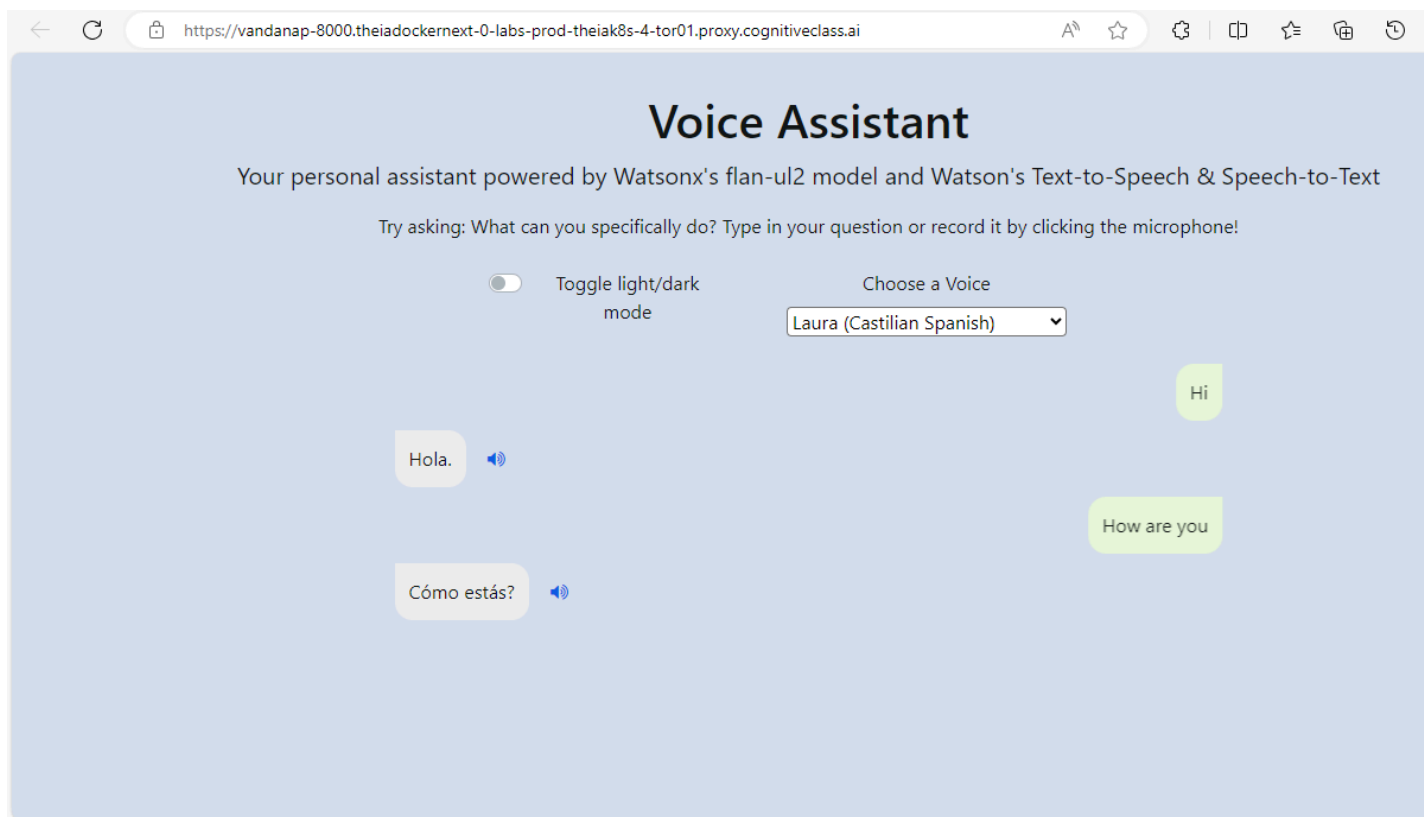 https://vandanap-8000.theiadockernext-0-labs-prod-theiak8s-4-tor01.proxy.cognitiveclass.ai
Voice Assistant
Your personal assistant powered by Watsonx's flan-ul2 model and Watson's Text-to-Speech & Speech-to-Text
Try asking: What can you specifically do? Type in your question or record it by clicking the microphone!
Toggle light/dark
mode
Choose a Voice
Laura (Castilian Spanish)
Hi
Hola.
How are you
Cómo estás?